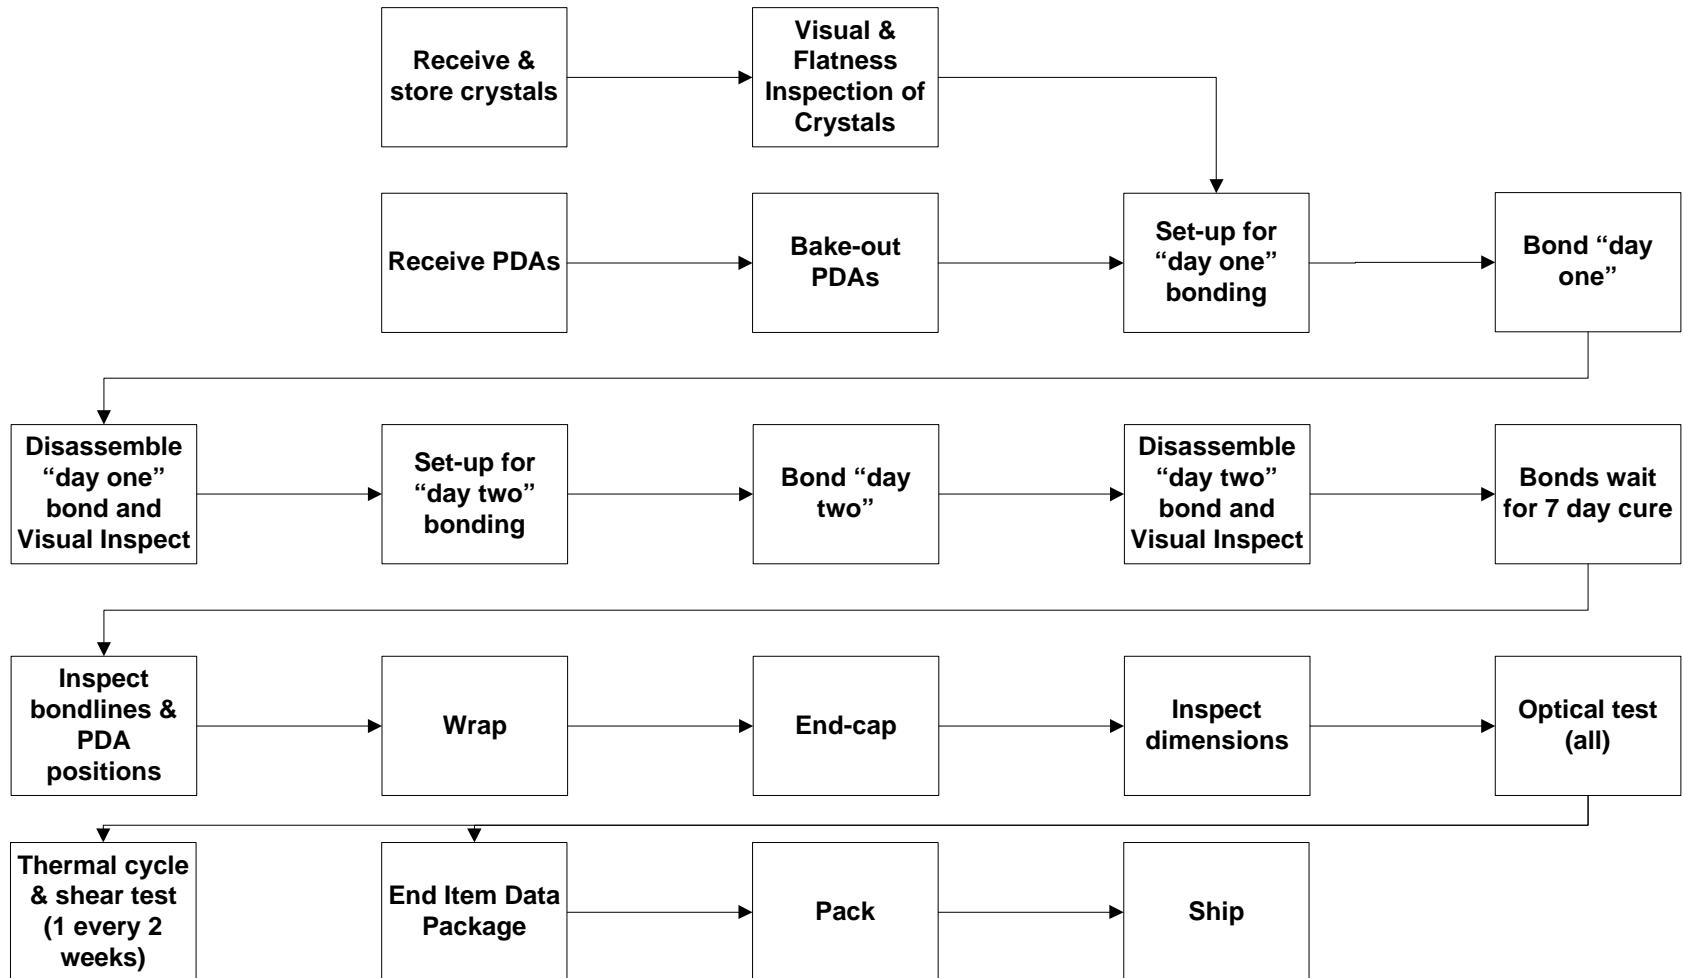 Receive &
store crystals
Visual &
Flatness
Inspection of
Crystals
Receive PDAs
Bake-out
PDAs
Set-up for
“day one”
bonding
Bond “day
one”
Disassemble
“day one”
bond and
Visual Inspect
Set-up for
“day two”
bonding
Bond “day
two”
Disassemble
“day two”
bond and
Visual Inspect
Bonds wait
for 7 day cure
Inspect
bondlines &
PDA
positions
Wrap
End-cap
Inspect
dimensions
Optical test
(all)
Thermal cycle
& shear test
(1 every 2
weeks)
End Item Data
Package
Pack
Ship